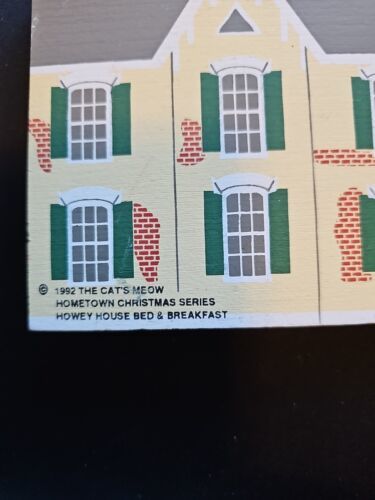 © 1992 THE CAT'S MEOW
HOMETOWN CHRISTMAS SERIES
HOWEY HOUSE BED & BREAKFAST